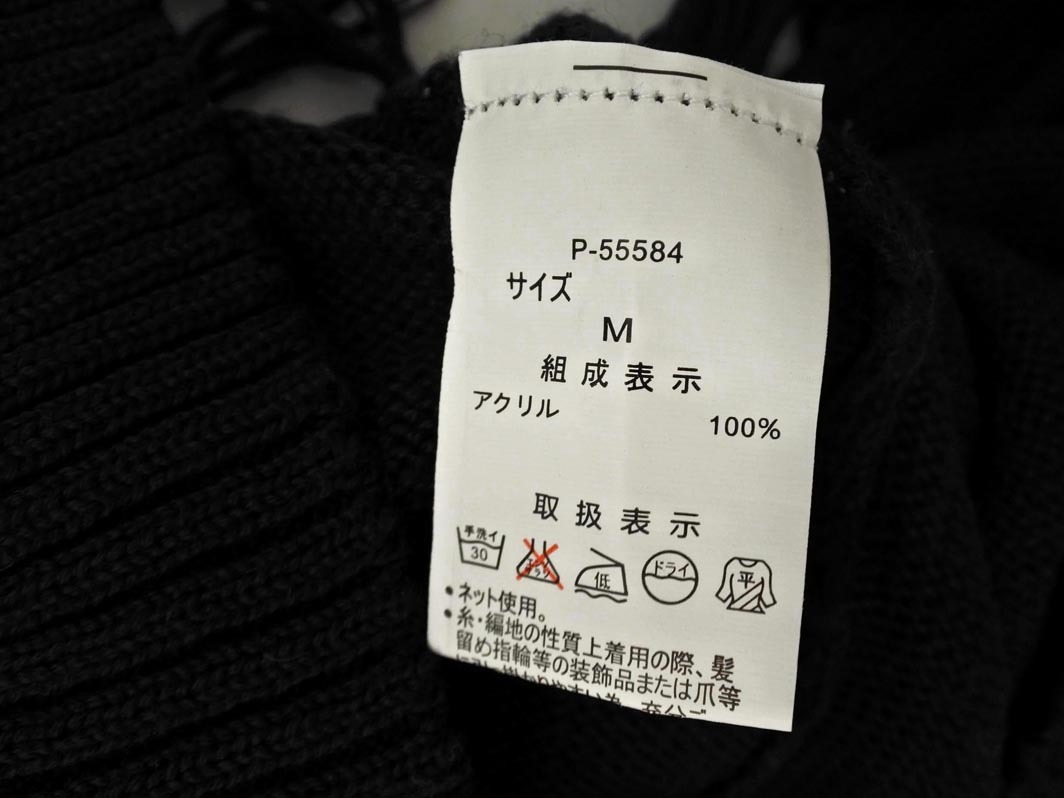 P-55584
サイズ
M
組成表示
アクリル 100%
取扱表示
手洗イ 30 低 ドライ 平
・ネット使用。
・糸・編地の性質上着用の際、髪
留め指輪等の装飾品または爪等